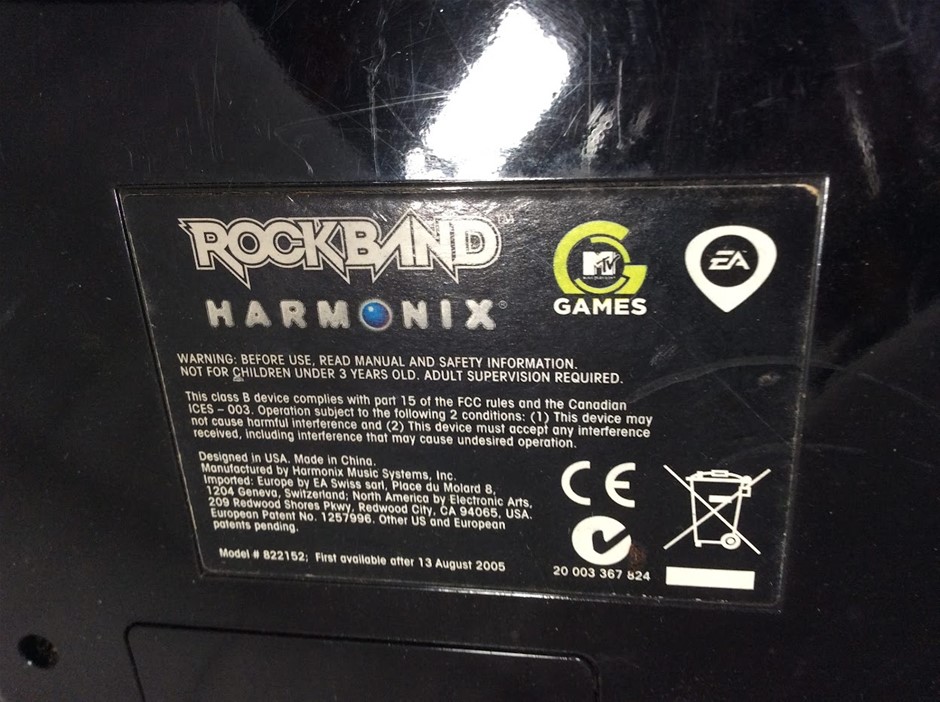 ROCKBAND™
HARMONIX®
MTV
MUSIC TELEVISION
GAMES
EA
WARNING: BEFORE USE, READ MANUAL AND SAFETY INFORMATION.
NOT FOR CHILDREN UNDER 3 YEARS OLD. ADULT SUPERVISION REQUIRED.
This class B device complies with part 15 of the FCC rules and the Canadian
ICES – 003. Operation subject to the following 2 conditions: (1) This device may
not cause harmful interference and (2) This device must accept any interference
received, including interference that may cause undesired operation.
Designed in USA. Made in China.
Manufactured by Harmonix Music Systems, Inc.
Imported: Europe by EA Swiss sarl, Place du Molard 8,
1204 Geneva, Switzerland; North America by Electronic Arts,
209 Redwood Shores Pkwy, Redwood City, CA 94065, USA.
European Patent No. 1257996. Other US and European
patents pending.
Model # 822152; First available after 13 August 2005
CE
20 003 367 824